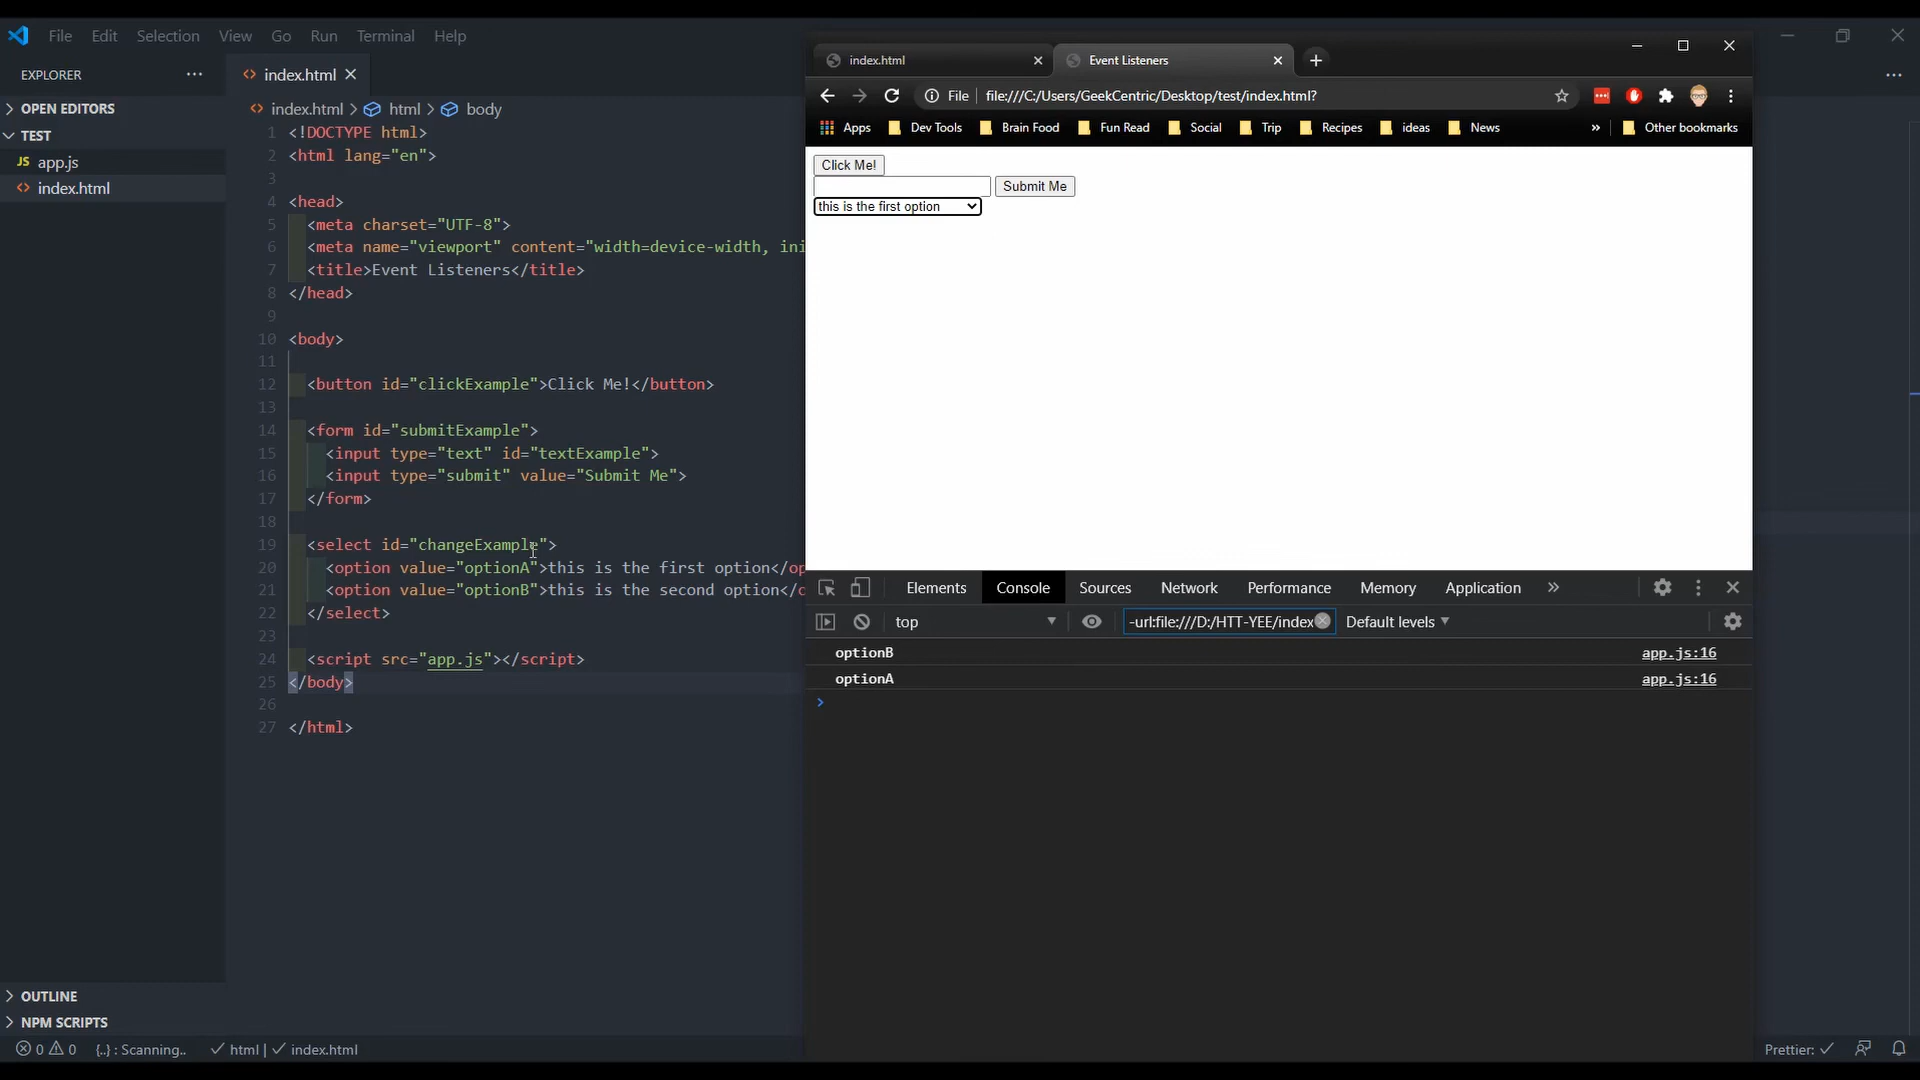 File Edit Selection View Go Run Terminal Help
EXPLORER ···
OPEN EDITORS
TEST
JS app.js
<> index.html
OUTLINE
NPM SCRIPTS
<> index.html ×
<> index.html > html > body
1 <!DOCTYPE html>
2 <html lang="en">
3
4 <head>
5 <meta charset="UTF-8">
6 <meta name="viewport" content="width=device-width, ini
7 <title>Event Listeners</title>
8 </head>
9
10 <body>
11
12 <button id="clickExample">Click Me!</button>
13
14 <form id="submitExample">
15 <input type="text" id="textExample">
16 <input type="submit" value="Submit Me">
17 </form>
18
19 <select id="changeExample">
20 <option value="optionA">this is the first option</op
21 <option value="optionB">this is the second option</o
22 </select>
23
24 <script src="app.js"></script>
25 </body>
26
27 </html>
index.html
Event Listeners
File file:///C:/Users/GeekCentric/Desktop/test/index.html?
Apps Dev Tools Brain Food Fun Read Social Trip Recipes ideas News » Other bookmarks
Click Me!
Submit Me
this is the first option
Elements Console Sources Network Performance Memory Application »
top -url:file:///D:/HTT-YEE/index Default levels
optionB app.js:16
optionA app.js:16
>
0 0 {..} : Scanning.. html | index.html Prettier: